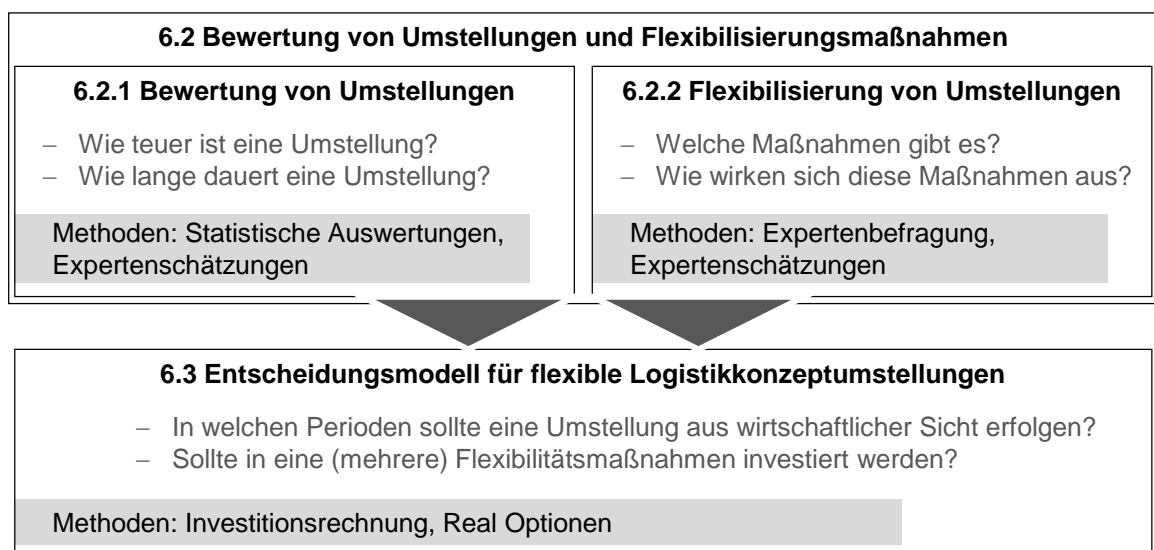 6.2 Bewertung von Umstellungen und Flexibilisierungsmaßnahmen
6.2.1 Bewertung von Umstellungen
– Wie teuer ist eine Umstellung?
– Wie lange dauert eine Umstellung?
Methoden: Statistische Auswertungen,
Expertenschätzungen
6.2.2 Flexibilisierung von Umstellungen
– Welche Maßnahmen gibt es?
– Wie wirken sich diese Maßnahmen aus?
Methoden: Expertenbefragung,
Expertenschätzungen
6.3 Entscheidungsmodell für flexible Logistikkonzeptumstellungen
– In welchen Perioden sollte eine Umstellung aus wirtschaftlicher Sicht erfolgen?
– Sollte in eine (mehrere) Flexibilitätsmaßnahmen investiert werden?
Methoden: Investitionsrechnung, Real Optionen